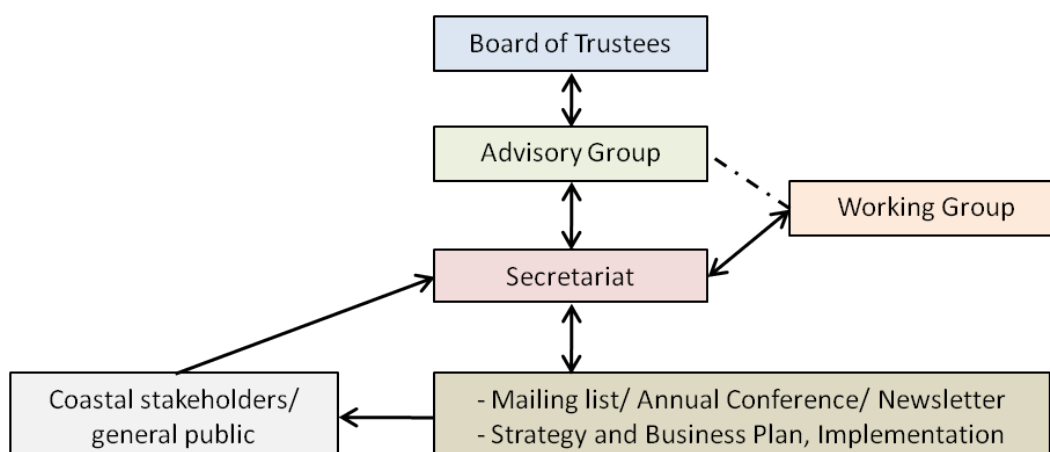 Board of Trustees
Advisory Group
Working Group
Secretariat
Coastal stakeholders/
general public
- Mailing list/ Annual Conference/ Newsletter
- Strategy and Business Plan, Implementation